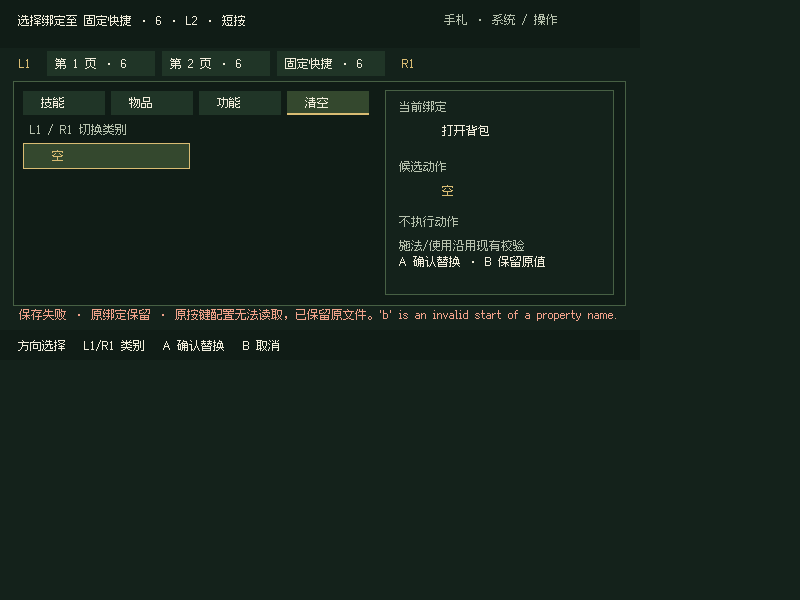 选择绑定至 固定快捷 · 6 · L2 · 短按
手札 · 系统 / 操作
L1 第 1 页 · 6 第 2 页 · 6 固定快捷 · 6 R1
技能 物品 功能 清空
L1 / R1 切换类别
空
当前绑定
打开背包
候选动作
空
不执行动作
施法/使用沿用现有校验
A 确认替换 · B 保留原值
保存失败 · 原绑定保留 · 原按键配置无法读取，已保留原文件。'b' is an invalid start of a property name.
方向选择 L1/R1 类别 A 确认替换 B 取消